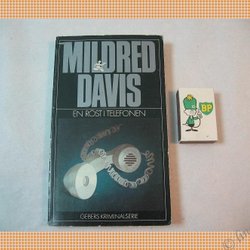 MILDRED
DAVIS
EN RÖST I TELEFONEN
GEBERS KRIMINALSERIE
BP